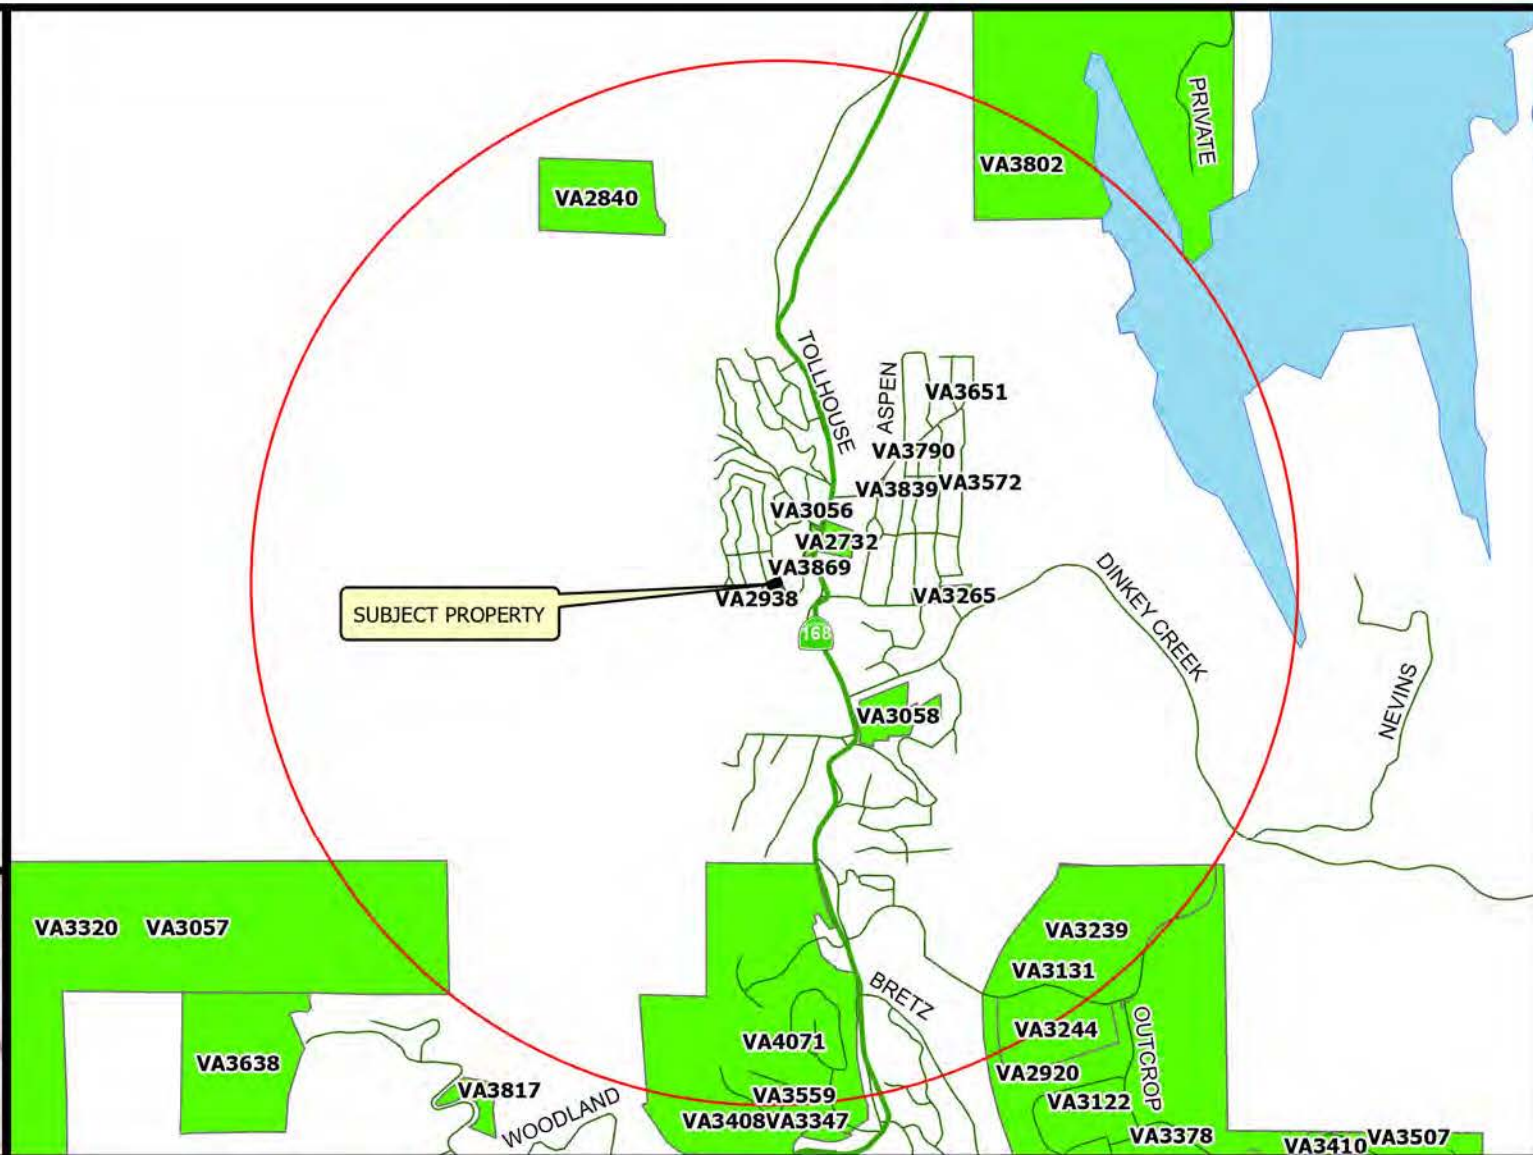 PRIVATE
VA3802
VA2840
TOLLHOUSE
ASPEN
VA3651
VA3790
VA3572
VA3839
VA3056
VA2732
VA3869
SUBJECT PROPERTY
VA2938
VA3265
DINKEY CREEK
168
NEVINS
VA3058
VA3320
VA3057
VA3239
VA3131
BRETZ
VA3244
OUTCROP
VA4071
VA3638
VA2920
VA3817
VA3559
VA3122
WOODLAND
VA3408VA3347
VA3378
VA3410
VA3507